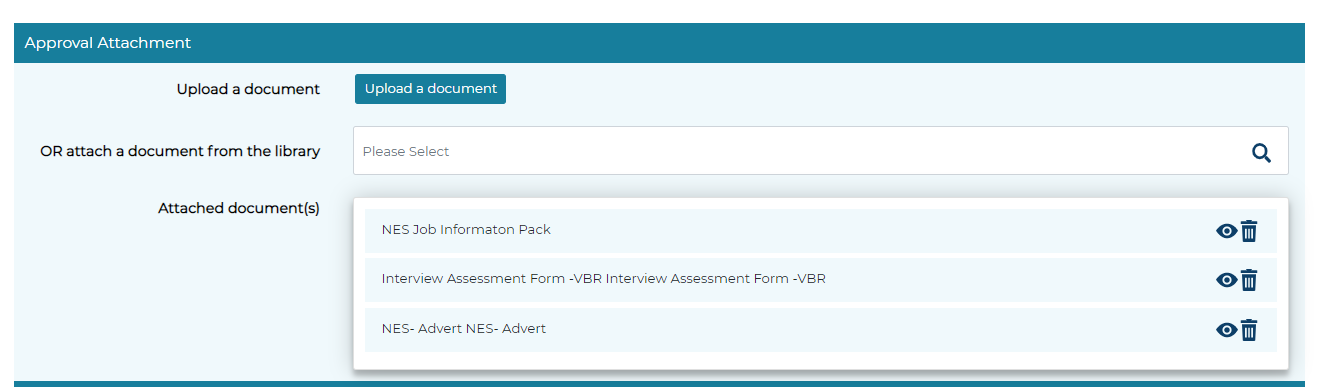 Approval Attachment
Upload a document Upload a document
OR attach a document from the library Please Select
Attached document(s)
NES Job Informaton Pack
Interview Assessment Form -VBR Interview Assessment Form -VBR
NES- Advert NES- Advert